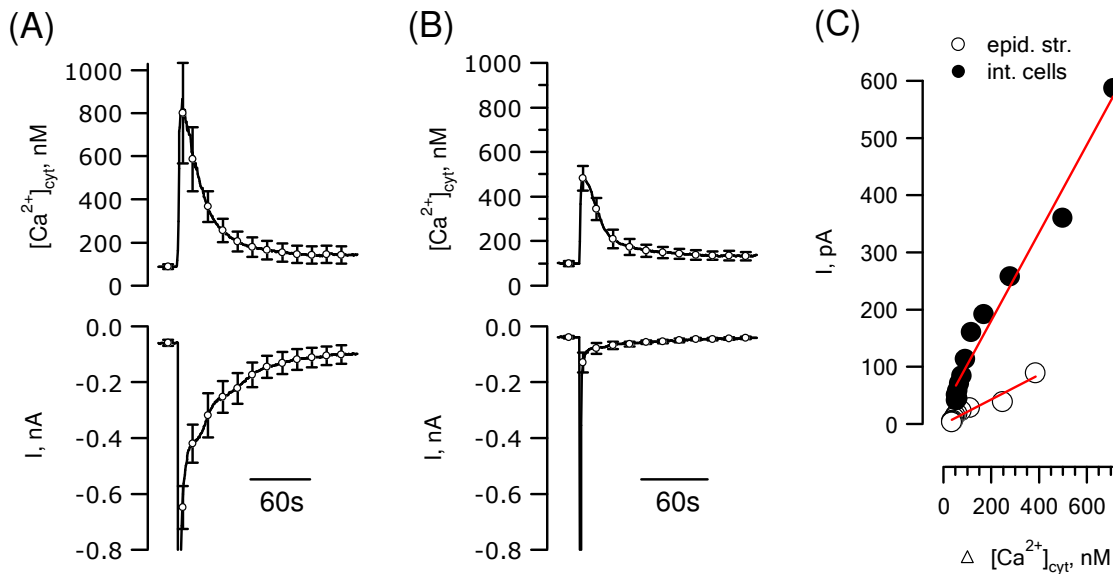 (A)
[Ca²⁺]cyt, nM
1000
800
600
400
200
0
I, nA
0.0
-0.2
-0.4
-0.6
-0.8
60s
(B)
[Ca²⁺]cyt, nM
1000
800
600
400
200
0
I, nA
0.0
-0.2
-0.4
-0.6
-0.8
60s
(C)
epid. str.
int. cells
I, pA
600
500
400
300
200
100
0
0 200 400 600
△ [Ca²⁺]cyt, nM